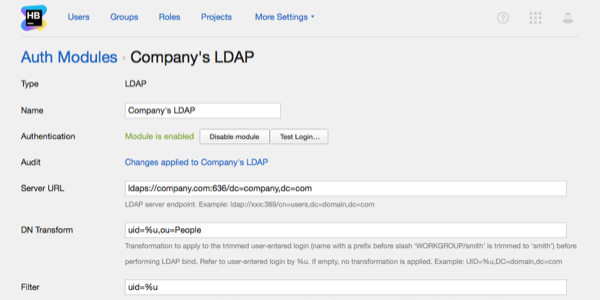 HB
Users Groups Roles Projects More Settings
Auth Modules › Company's LDAP
Type LDAP
Name Company's LDAP
Authentication Module is enabled Disable module Test Login...
Audit Changes applied to Company's LDAP
Server URL ldaps://company.com:636/dc=company,dc=com
LDAP server endpoint. Example: ldap://xxx:389/cn=users,dc=domain,dc=com
DN Transform uid=%u,ou=People
Transformation to apply to the trimmed user-entered login (name with a prefix before slash 'WORKGROUP/smith' is trimmed to 'smith') before
performing LDAP bind. Refer to user-entered login by %u. If empty, no transformation is applied. Example: UID=%u,DC=domain,dc=com
Filter uid=%u